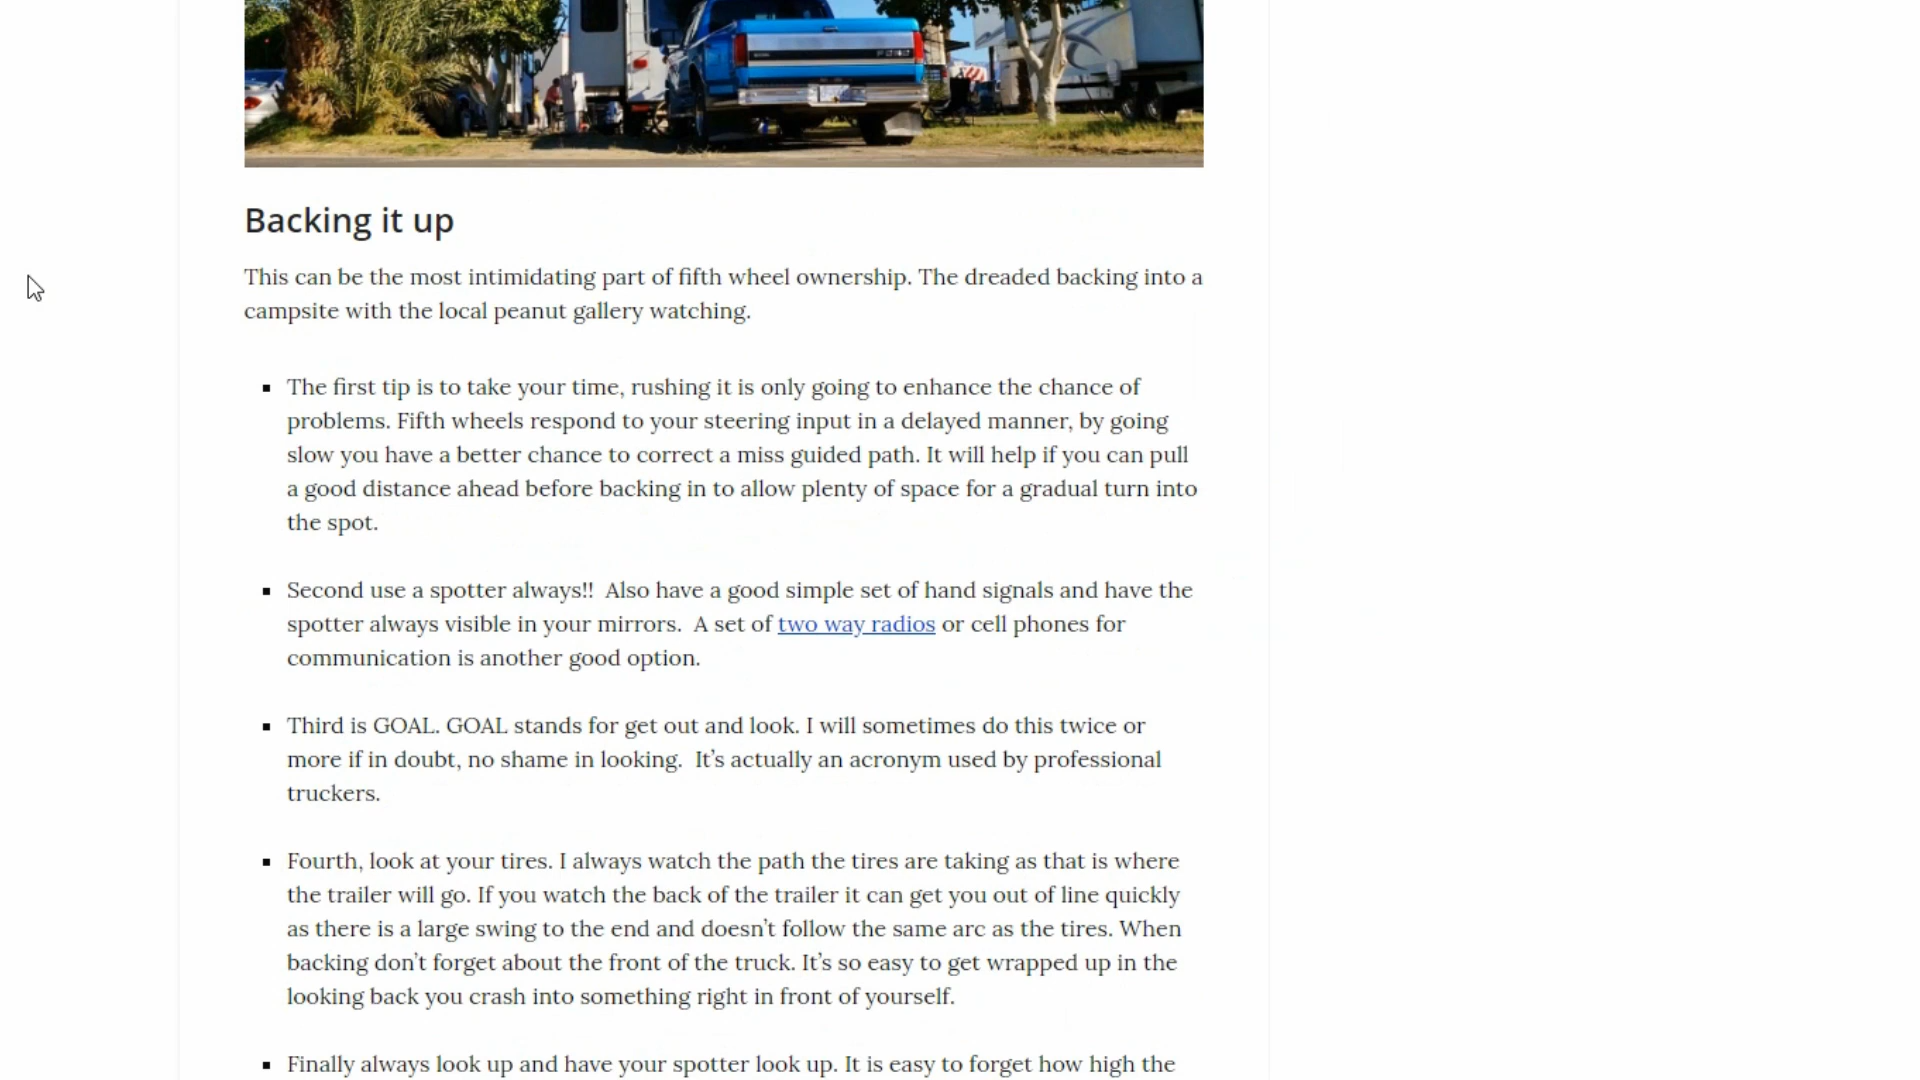 Backing it up
This can be the most intimidating part of fifth wheel ownership. The dreaded backing into a
campsite with the local peanut gallery watching.
▪ The first tip is to take your time, rushing it is only going to enhance the chance of
problems. Fifth wheels respond to your steering input in a delayed manner, by going
slow you have a better chance to correct a miss guided path. It will help if you can pull
a good distance ahead before backing in to allow plenty of space for a gradual turn into
the spot.
▪ Second use a spotter always!!  Also have a good simple set of hand signals and have the
spotter always visible in your mirrors.  A set of two way radios or cell phones for
communication is another good option.
▪ Third is GOAL. GOAL stands for get out and look. I will sometimes do this twice or
more if in doubt, no shame in looking.  It’s actually an acronym used by professional
truckers.
▪ Fourth, look at your tires. I always watch the path the tires are taking as that is where
the trailer will go. If you watch the back of the trailer it can get you out of line quickly
as there is a large swing to the end and doesn’t follow the same arc as the tires. When
backing don’t forget about the front of the truck. It’s so easy to get wrapped up in the
looking back you crash into something right in front of yourself.
▪ Finally always look up and have your spotter look up. It is easy to forget how high the